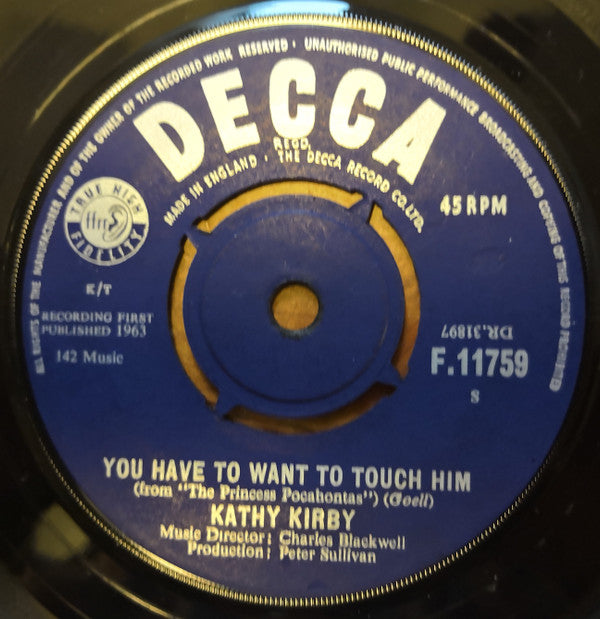 ALL RIGHTS OF THE MANUFACTURER AND OF THE OWNER OF THE RECORDED WORK RESERVED · UNAUTHORISED PUBLIC PERFORMANCE BROADCASTING AND COPYING OF THIS RECORD PROHIBITED
DECCA
REGD.
MADE IN ENGLAND · THE DECCA RECORD CO. LTD.
TRUE HIGH
ffrr
FIDELITY
45 RPM
K/T
RECORDING FIRST
PUBLISHED 1963
142 Music
DR.31897
F.11759
S
YOU HAVE TO WANT TO TOUCH HIM
(from "The Princess Pocahontas") (Goell)
KATHY KIRBY
Music Director: Charles Blackwell
Production: Peter Sullivan